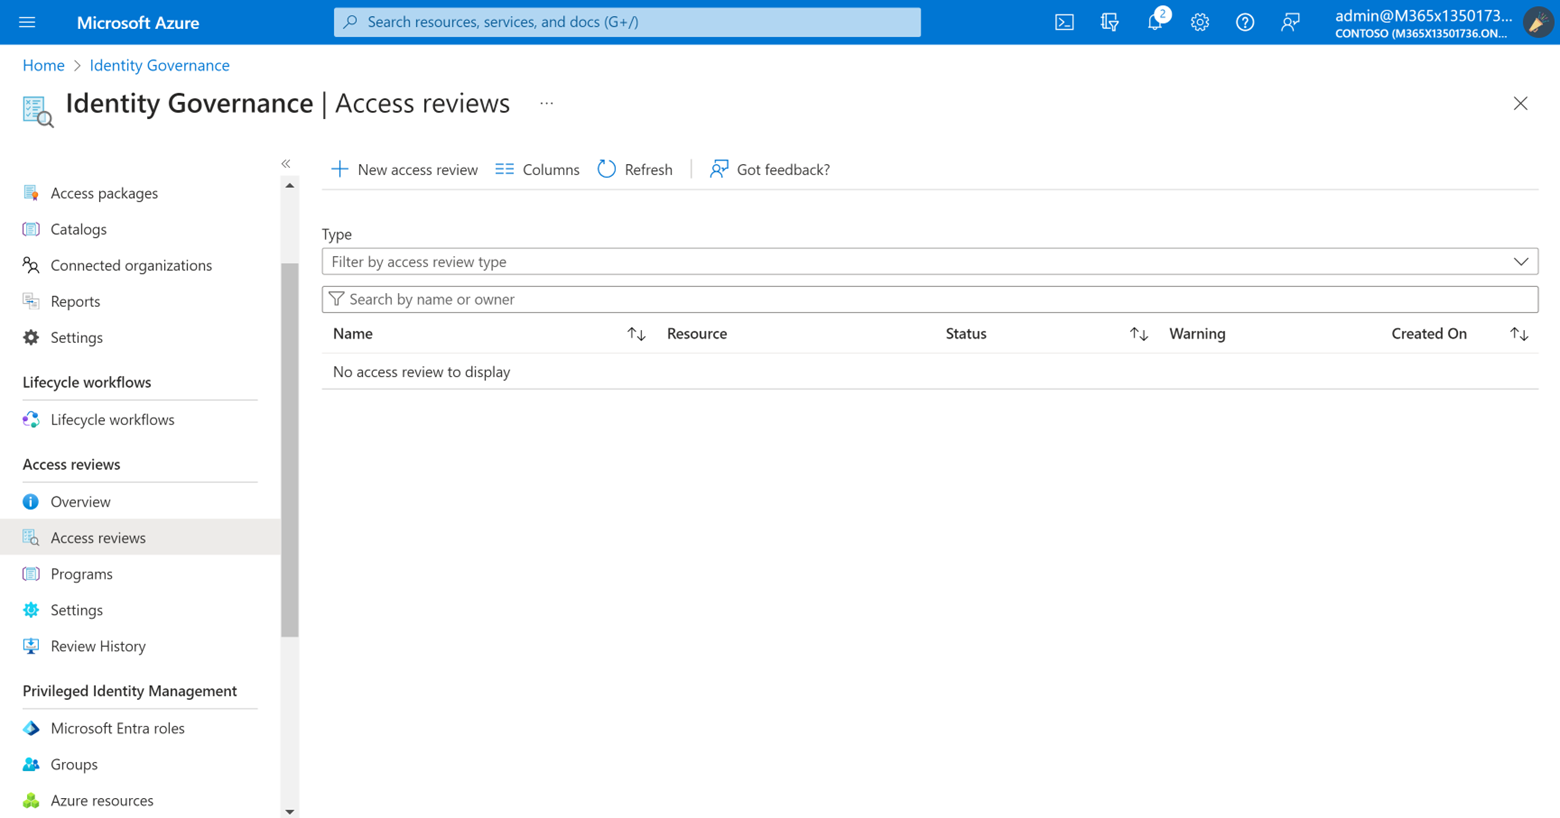 Microsoft Azure
Search resources, services, and docs (G+/)
2
admin@M365x1350173...
CONTOSO (M365X13501736.ON...
Home > Identity Governance
Identity Governance | Access reviews ...
«
New access review
Columns
Refresh
Got feedback?
Access packages
Catalogs
Connected organizations
Reports
Settings
Lifecycle workflows
Lifecycle workflows
Access reviews
Overview
Access reviews
Programs
Settings
Review History
Privileged Identity Management
Microsoft Entra roles
Groups
Azure resources
Type
Filter by access review type
Search by name or owner
Name Resource Status Warning Created On
No access review to display